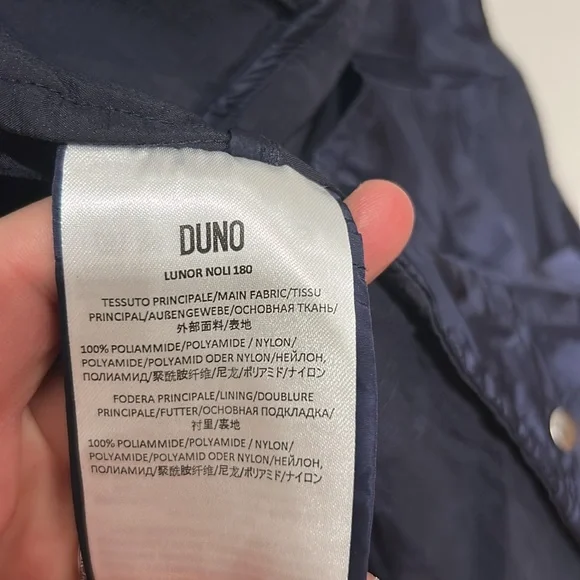 DUNO
LUNOR NOLI 180
TESSUTO PRINCIPALE/MAIN FABRIC/TISSU
PRINCIPAL/AUßENGEWEBE/ОСНОВНАЯ ТКАНЬ/
外部面料/表地
100% POLIAMMIDE/POLYAMIDE / NYLON/
POLYAMIDE/POLYAMID ODER NYLON/НЕЙЛОН,
ПОЛИАМИД/聚酰胺纤维/尼龙/ポリアミド/ナイロン
FODERA PRINCIPALE/LINING/DOUBLURE
PRINCIPALE/FUTTER/ОСНОВНАЯ ПОДКЛАДКА/
衬里/裏地
100% POLIAMMIDE/POLYAMIDE / NYLON/
POLYAMIDE/POLYAMID ODER NYLON/НЕЙЛОН,
ПОЛИАМИД/聚酰胺纤维/尼龙/ポリアミド/ナイロン